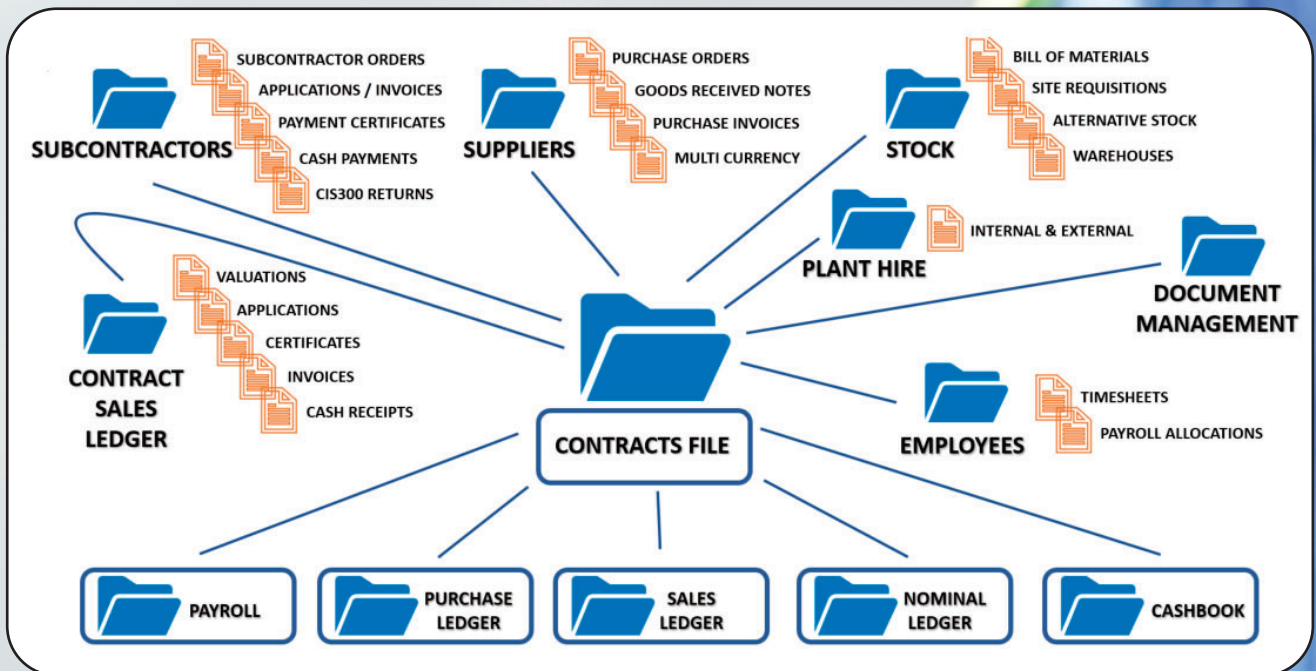 SUBCONTRACTORS
SUBCONTRACTOR ORDERS
APPLICATIONS / INVOICES
PAYMENT CERTIFICATES
CASH PAYMENTS
CIS300 RETURNS
SUPPLIERS
PURCHASE ORDERS
GOODS RECEIVED NOTES
PURCHASE INVOICES
MULTI CURRENCY
STOCK
BILL OF MATERIALS
SITE REQUISITIONS
ALTERNATIVE STOCK
WAREHOUSES
PLANT HIRE
INTERNAL & EXTERNAL
DOCUMENT
MANAGEMENT
CONTRACT
SALES
LEDGER
VALUATIONS
APPLICATIONS
CERTIFICATES
INVOICES
CASH RECEIPTS
CONTRACTS FILE
EMPLOYEES
TIMESHEETS
PAYROLL ALLOCATIONS
PAYROLL
PURCHASE
LEDGER
SALES
LEDGER
NOMINAL
LEDGER
CASHBOOK